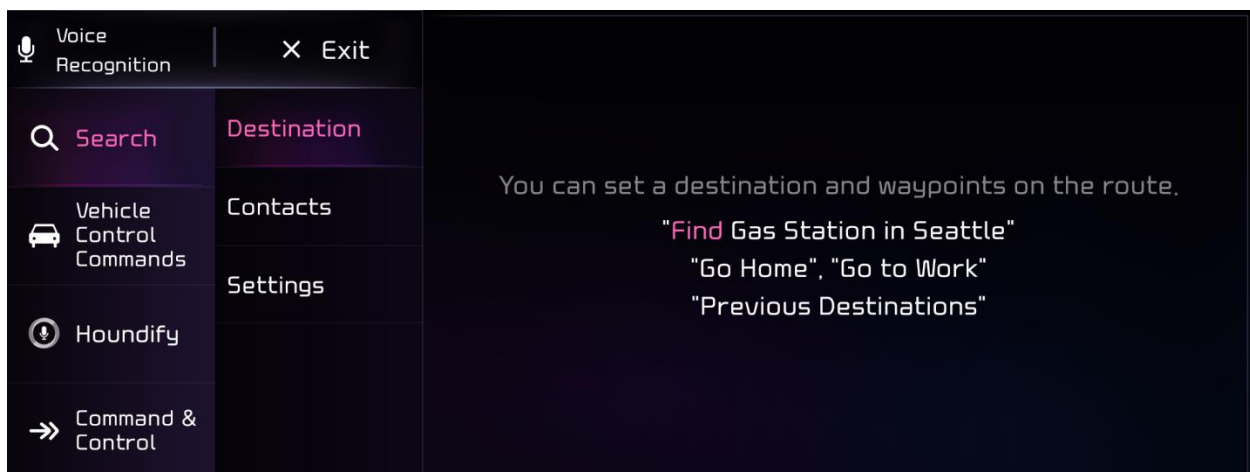 Voice
Recognition
× Exit
Search
Vehicle
Control
Commands
Houndify
Command &
Control
Destination
Contacts
Settings
You can set a destination and waypoints on the route.
"Find Gas Station in Seattle"
"Go Home", "Go to Work"
"Previous Destinations"